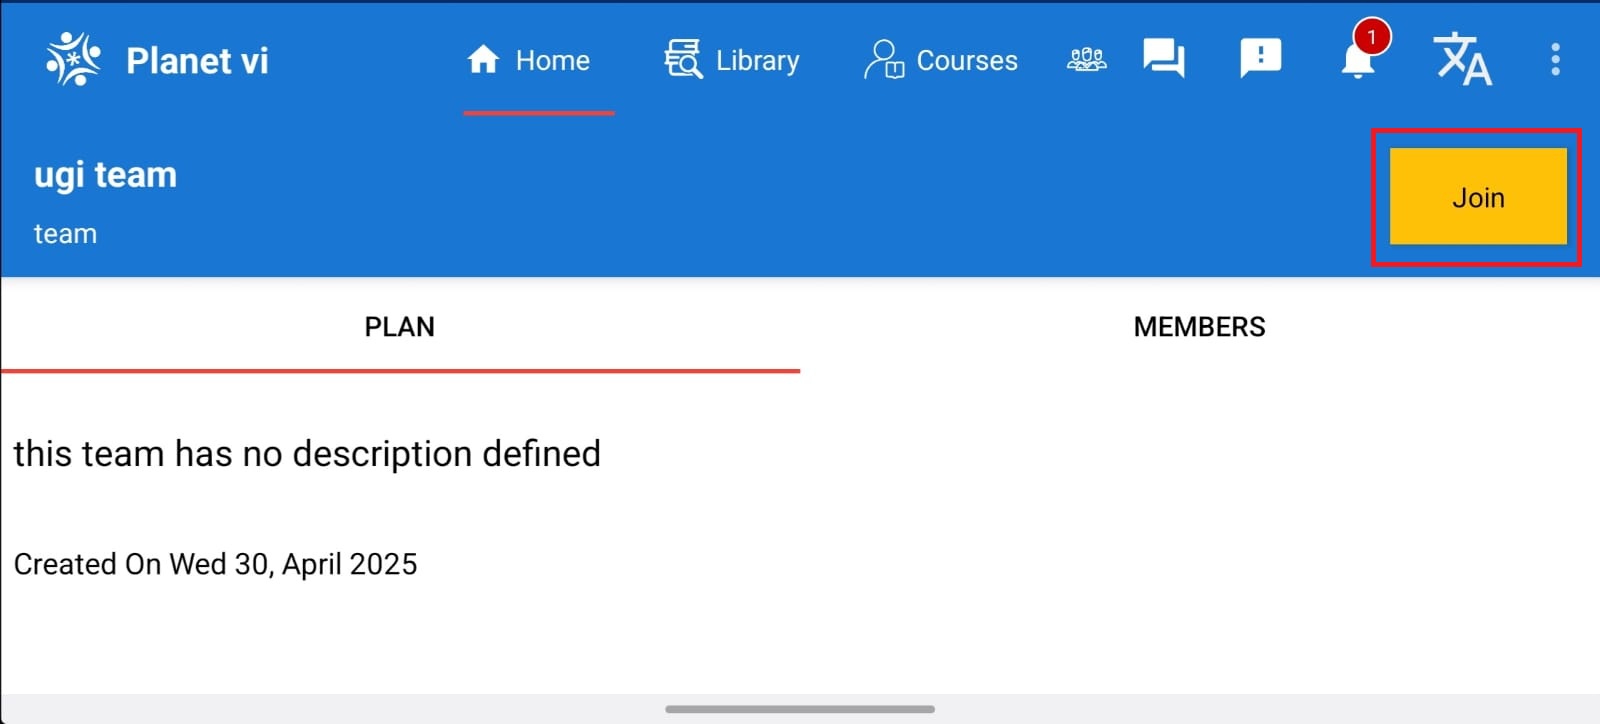 Planet vi
Home
Library
Courses
1
ugi team
team
Join
PLAN
MEMBERS
this team has no description defined
Created On Wed 30, April 2025